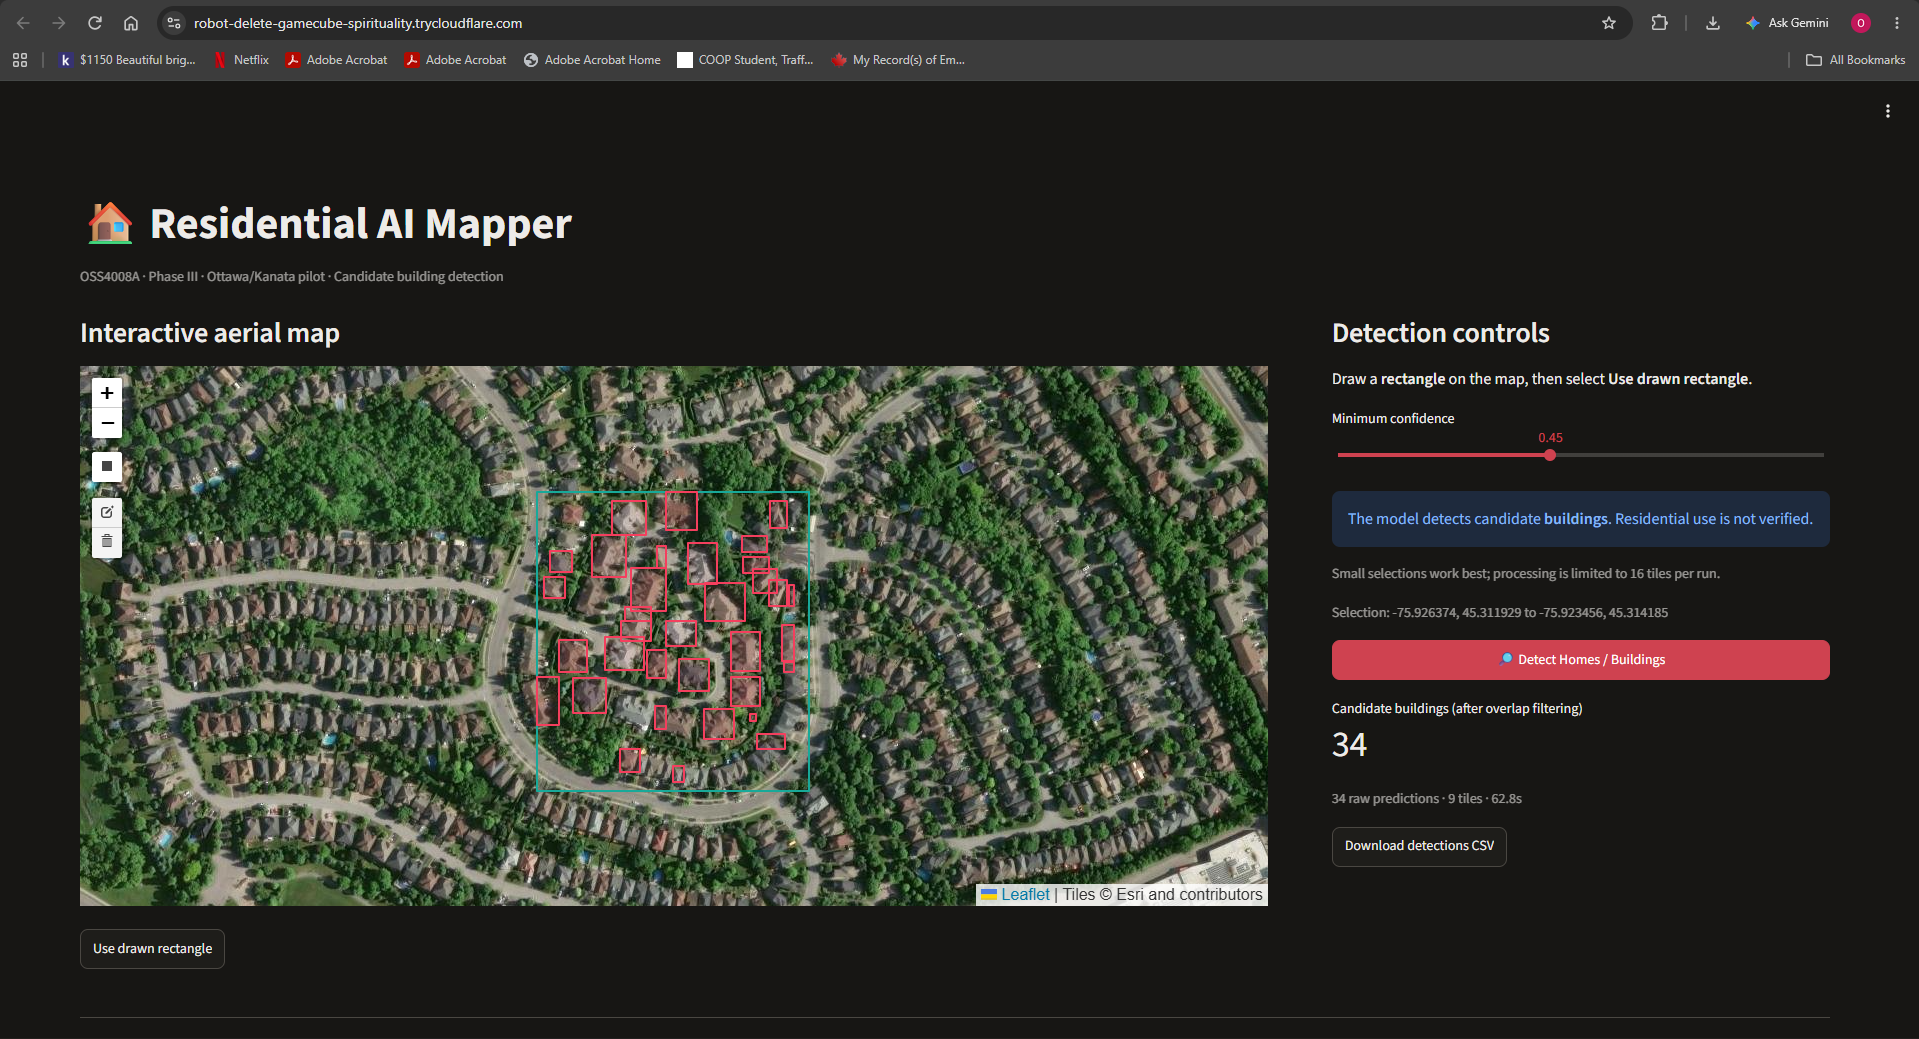 robot-delete-gamecube-spirituality.trycloudflare.com
Ask Gemini
O
k $1150 Beautiful brig...
Netflix
Adobe Acrobat
Adobe Acrobat
Adobe Acrobat Home
COOP Student, Traff...
My Record(s) of Em...
All Bookmarks
Residential AI Mapper
OSS4008A · Phase III · Ottawa/Kanata pilot · Candidate building detection
Interactive aerial map
+
−
Leaflet | Tiles © Esri and contributors
Use drawn rectangle
Detection controls
Draw a rectangle on the map, then select Use drawn rectangle.
Minimum confidence
0.45
The model detects candidate buildings. Residential use is not verified.
Small selections work best; processing is limited to 16 tiles per run.
Selection: -75.926374, 45.311929 to -75.923456, 45.314185
Detect Homes / Buildings
Candidate buildings (after overlap filtering)
34
34 raw predictions · 9 tiles · 62.8s
Download detections CSV